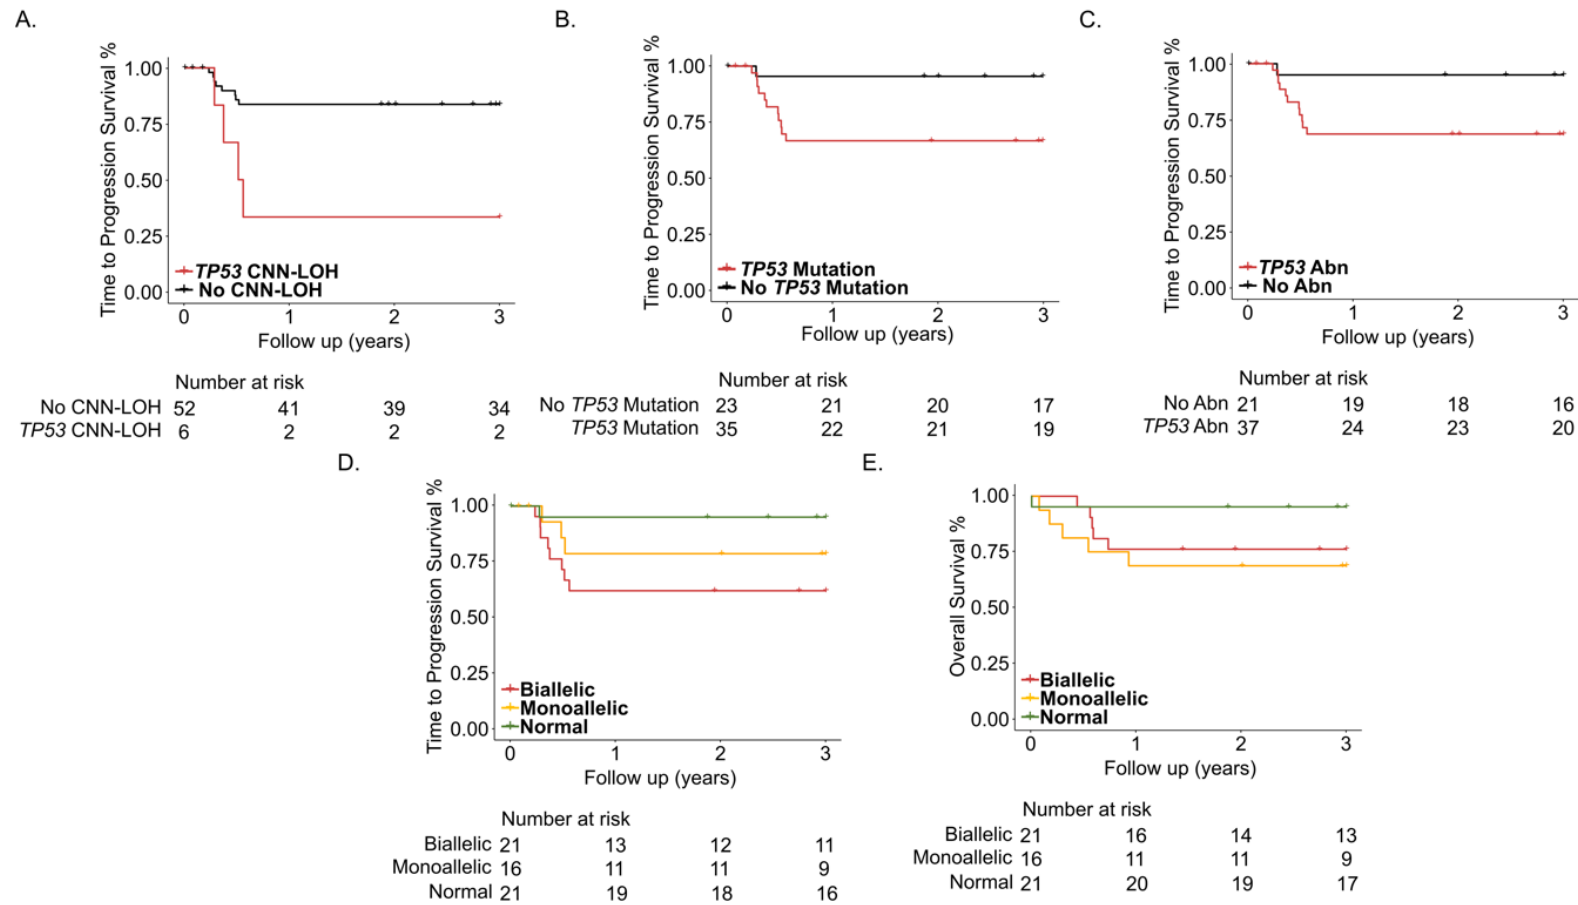 A.
Time to Progression Survival %
1.00
0.75
0.50
0.25
0.00
TP53 CNN-LOH
No CNN-LOH
0 1 2 3
Follow up (years)
Number at risk
No CNN-LOH 52 41 39 34
TP53 CNN-LOH 6 2 2 2
B.
Time to Progression Survival %
1.00
0.75
0.50
0.25
0.00
TP53 Mutation
No TP53 Mutation
0 1 2 3
Follow up (years)
Number at risk
No TP53 Mutation 23 21 20 17
TP53 Mutation 35 22 21 19
C.
Time to Progression Survival %
1.00
0.75
0.50
0.25
0.00
TP53 Abn
No Abn
0 1 2 3
Follow up (years)
Number at risk
No Abn 21 19 18 16
TP53 Abn 37 24 23 20
D.
Time to Progression Survival %
1.00
0.75
0.50
0.25
0.00
Biallelic
Monoallelic
Normal
0 1 2 3
Follow up (years)
Number at risk
Biallelic 21 13 12 11
Monoallelic 16 11 11 9
Normal 21 19 18 16
E.
Overall Survival %
1.00
0.75
0.50
0.25
0.00
Biallelic
Monoallelic
Normal
0 1 2 3
Follow up (years)
Number at risk
Biallelic 21 16 14 13
Monoallelic 16 11 11 9
Normal 21 20 19 17